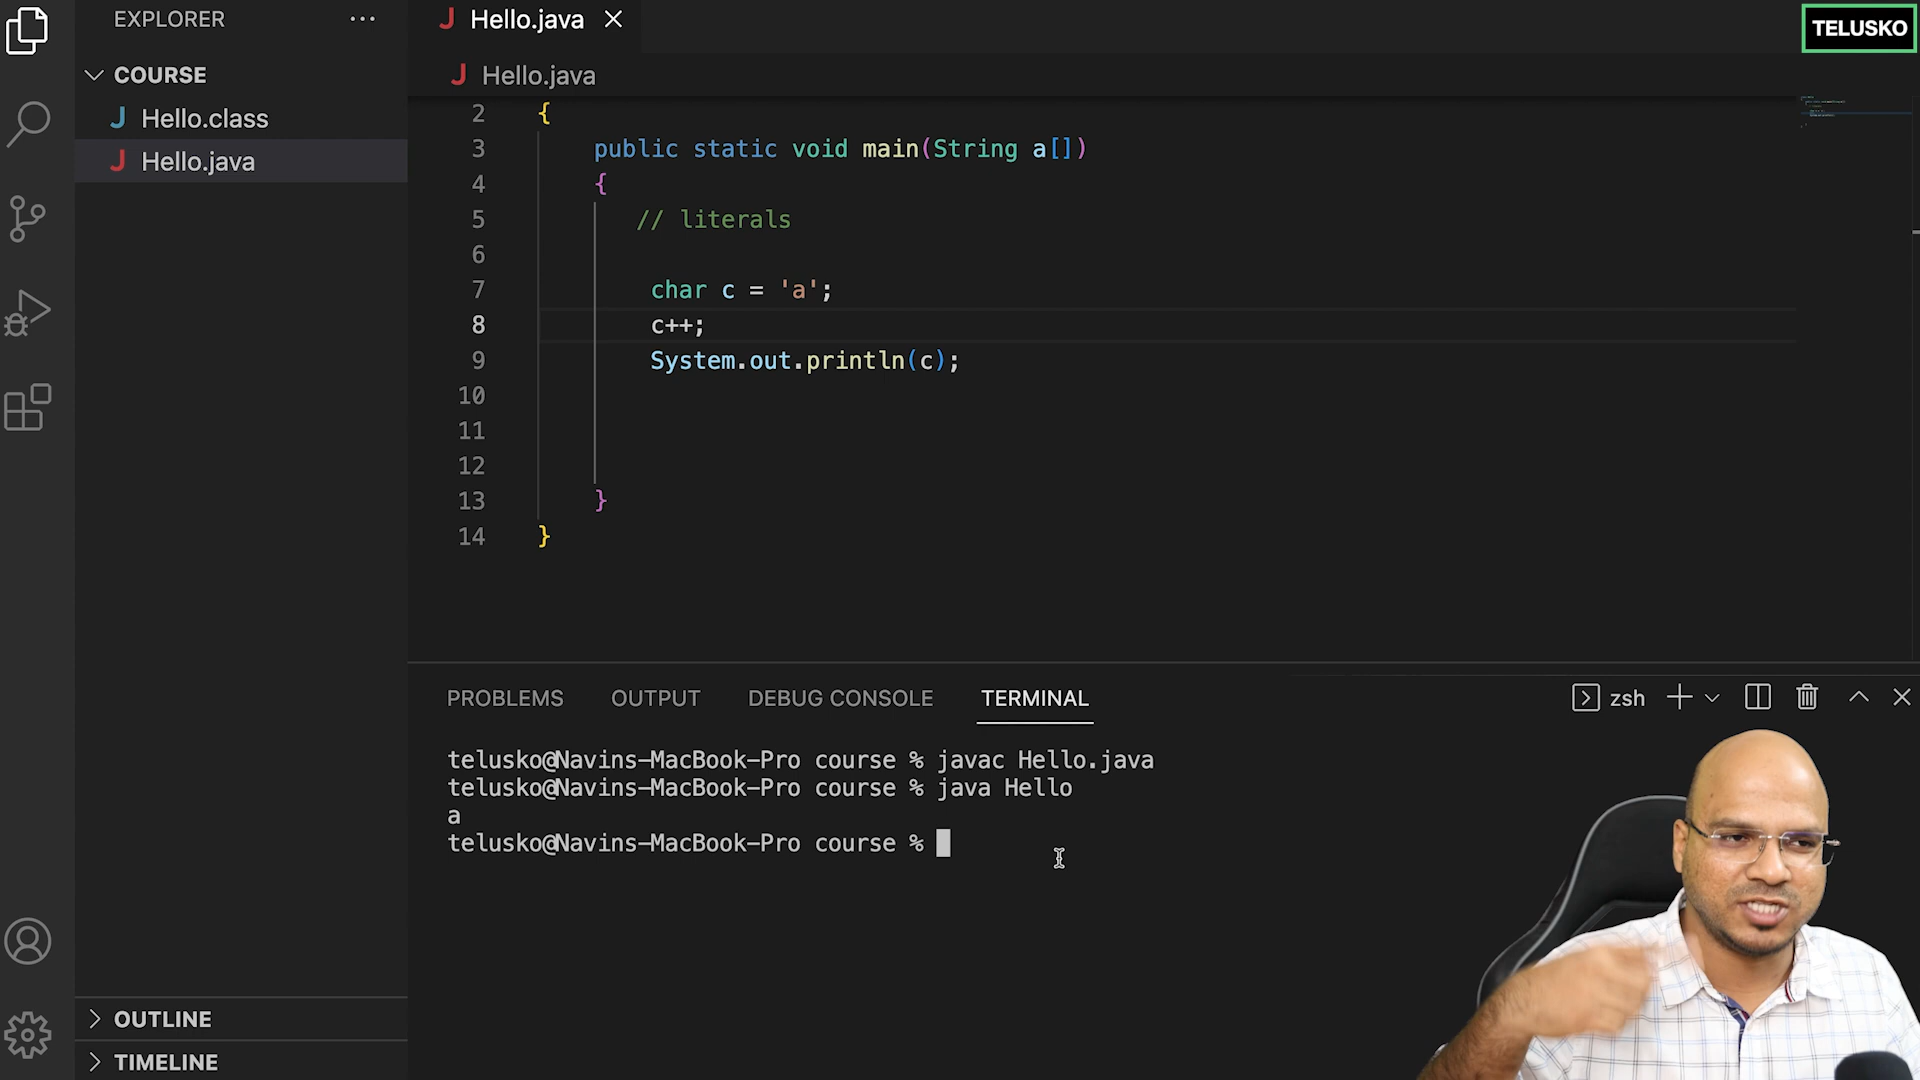 EXPLORER
COURSE
Hello.class
Hello.java
OUTLINE
TIMELINE
Hello.java
TELUSKO
Hello.java
2 {
3 public static void main(String a[])
4 {
5 // literals
6
7 char c = 'a';
8 c++;
9 System.out.println(c);
10
11
12
13 }
14 }
PROBLEMS OUTPUT DEBUG CONSOLE TERMINAL
zsh
telusko@Navins-MacBook-Pro course % javac Hello.java
telusko@Navins-MacBook-Pro course % java Hello
a
telusko@Navins-MacBook-Pro course %